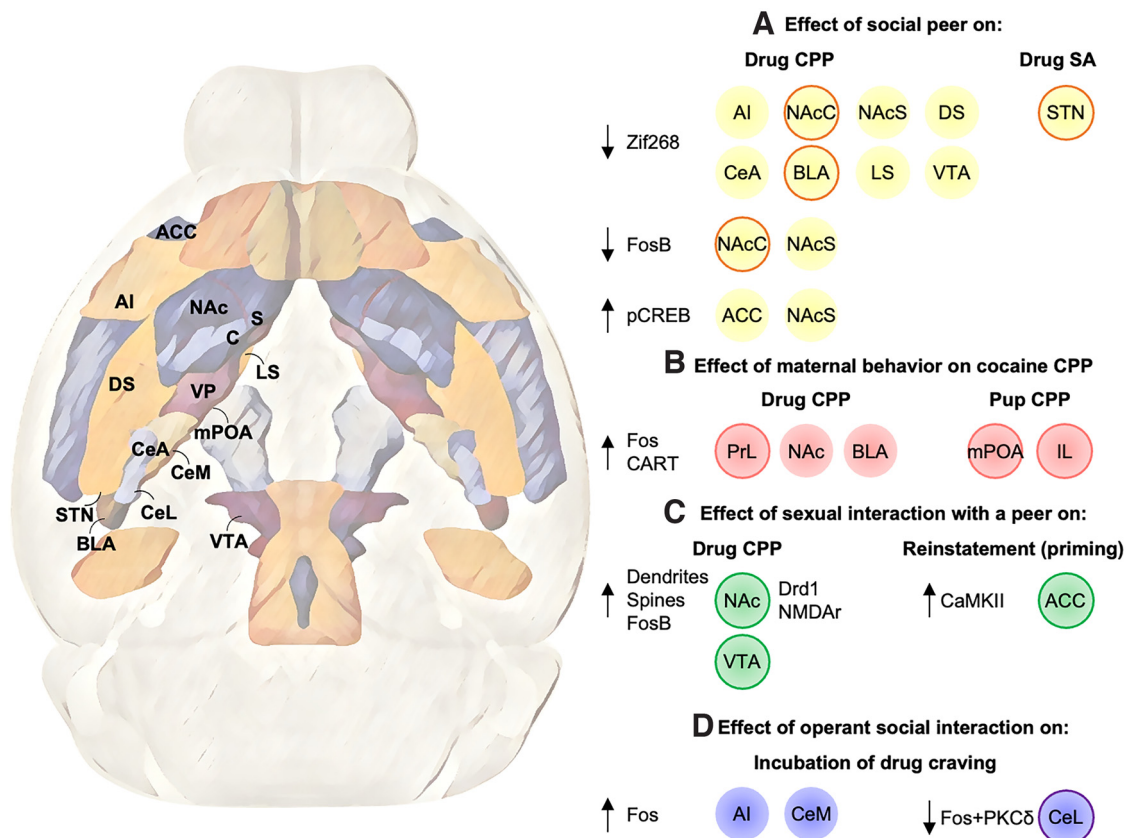 ACC
AI
NAc
S
C
LS
DS
VP
mPOA
CeA
CeM
STN
CeL
BLA
VTA
A Effect of social peer on:
Drug CPP Drug SA
↓ Zif268
AI NAcC NAcS DS STN
CeA BLA LS VTA
↓ FosB NAcC NAcS
↑ pCREB ACC NAcS
B Effect of maternal behavior on cocaine CPP
Drug CPP Pup CPP
↑ Fos
CART
PrL NAc BLA mPOA IL
C Effect of sexual interaction with a peer on:
Drug CPP Reinstatement (priming)
↑ Dendrites
Spines
FosB
NAc
Drd1
NMDAr
↑ CaMKII ACC
VTA
D Effect of operant social interaction on:
Incubation of drug craving
↑ Fos AI CeM ↓ Fos+PKCδ CeL